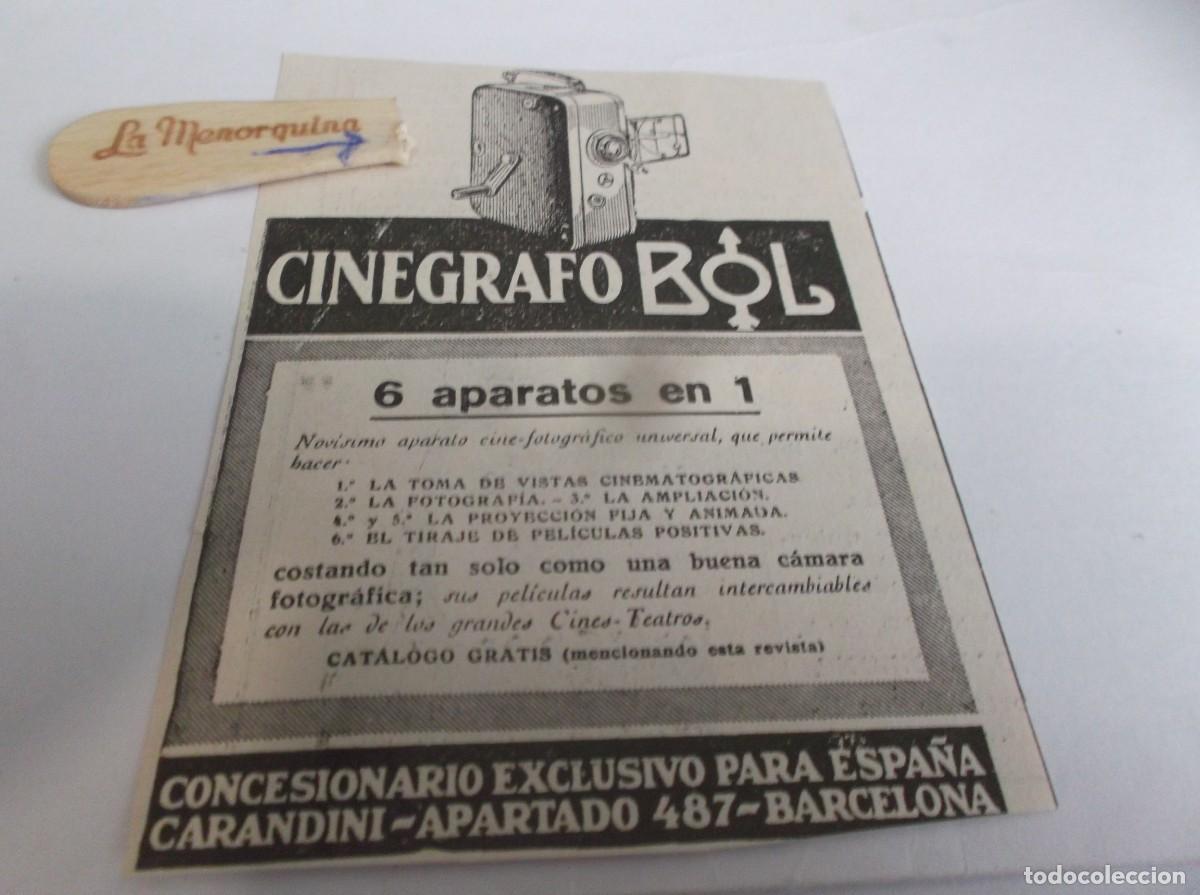 La Menorquina
CINEGRAFO BOL
6 aparatos en 1
Novísimo aparato cine-fotográfico universal, que permite
hacer:
1.º LA TOMA DE VISTAS CINEMATOGRÁFICAS
2.º LA FOTOGRAFÍA. - 3.º LA AMPLIACIÓN.
4.º y 5.º LA PROYECCIÓN FIJA Y ANIMADA.
6.º EL TIRAJE DE PELÍCULAS POSITIVAS.
costando tan solo como una buena cámara
fotográfica; sus películas resultan intercambiables
con las de los grandes Cines-Teatros.
CATÁLOGO GRATIS (mencionando esta revista)
CONCESIONARIO EXCLUSIVO PARA ESPAÑA
CARANDINI-APARTADO 487-BARCELONA
todocoleccion